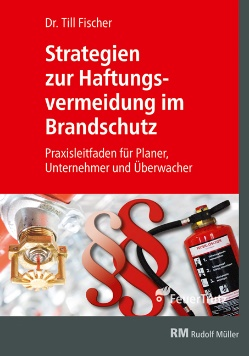 Dr. Till Fischer
Strategien
zur Haftungs-
vermeidung im
Brandschutz
Praxisleitfaden für Planer,
Unternehmer und Überwacher
FeuerTrutz
RM Rudolf Müller